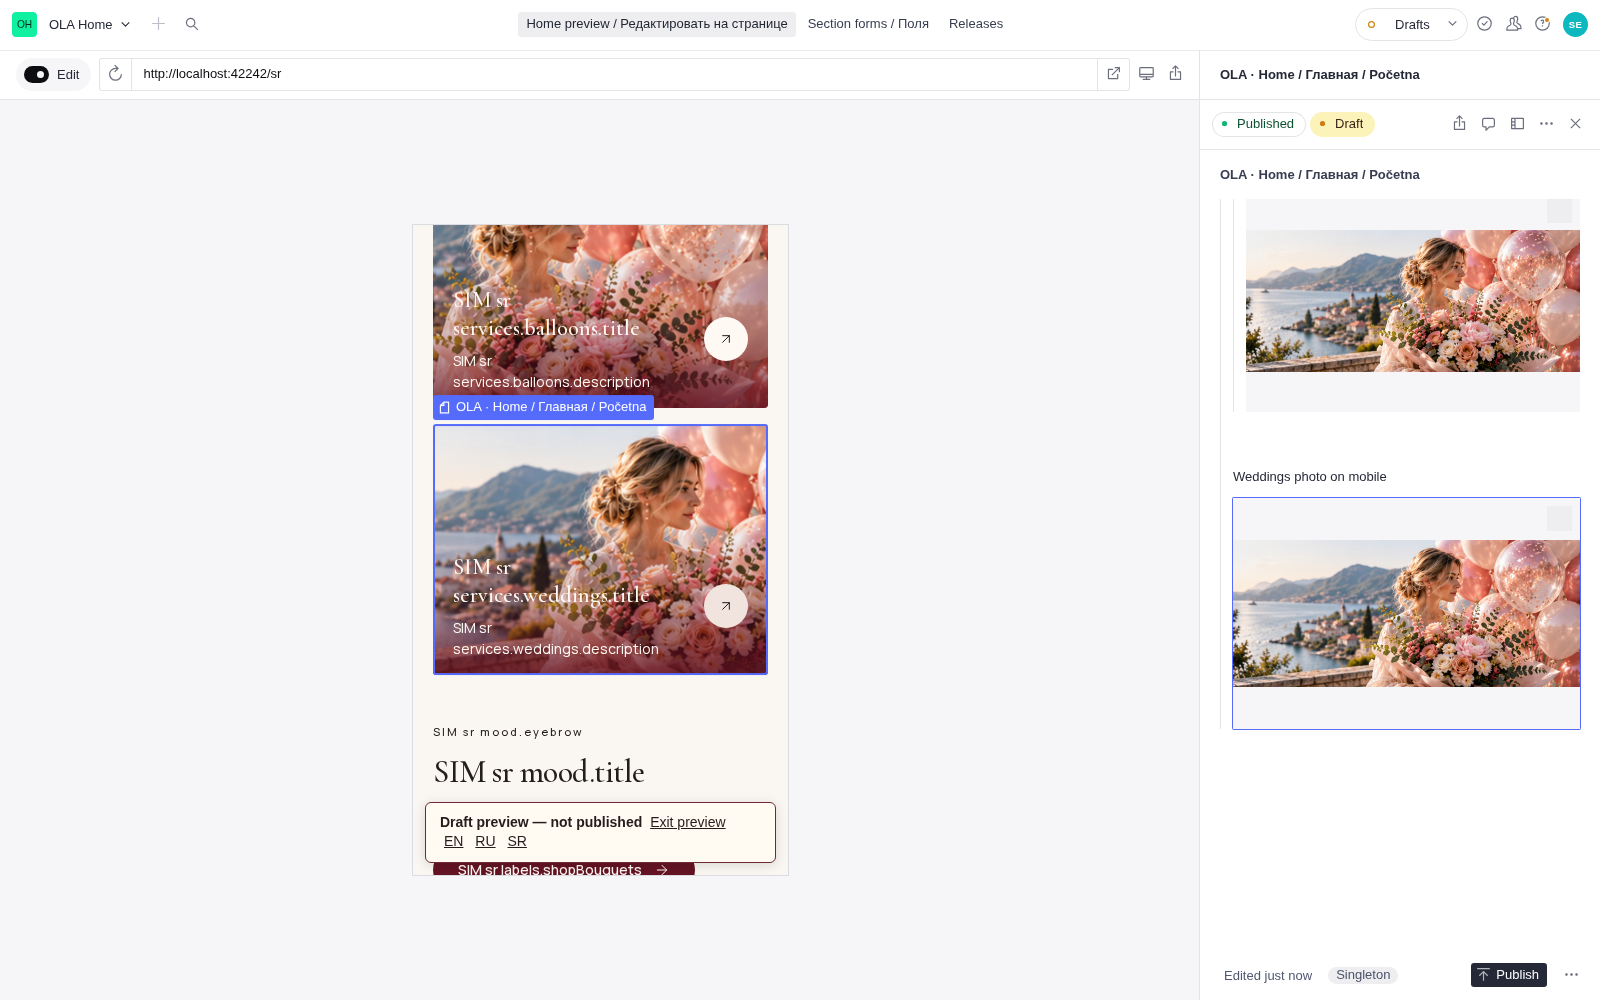 OH
OLA Home
Home preview / Редактировать на странице
Section forms / Поля
Releases
Drafts
SE
Edit
http://localhost:42242/sr
OLA · Home / Главная / Početna
Published
Draft
OLA · Home / Главная / Početna
SIM sr
services.balloons.title
SIM sr
services.balloons.description
OLA · Home / Главная / Početna
SIM sr
services.weddings.title
SIM sr
services.weddings.description
SIM sr mood.eyebrow
SIM sr mood.title
Draft preview — not published Exit preview
EN RU SR
SIM sr labels.shopBouquets
Weddings photo on mobile
Edited just now
Singleton
Publish